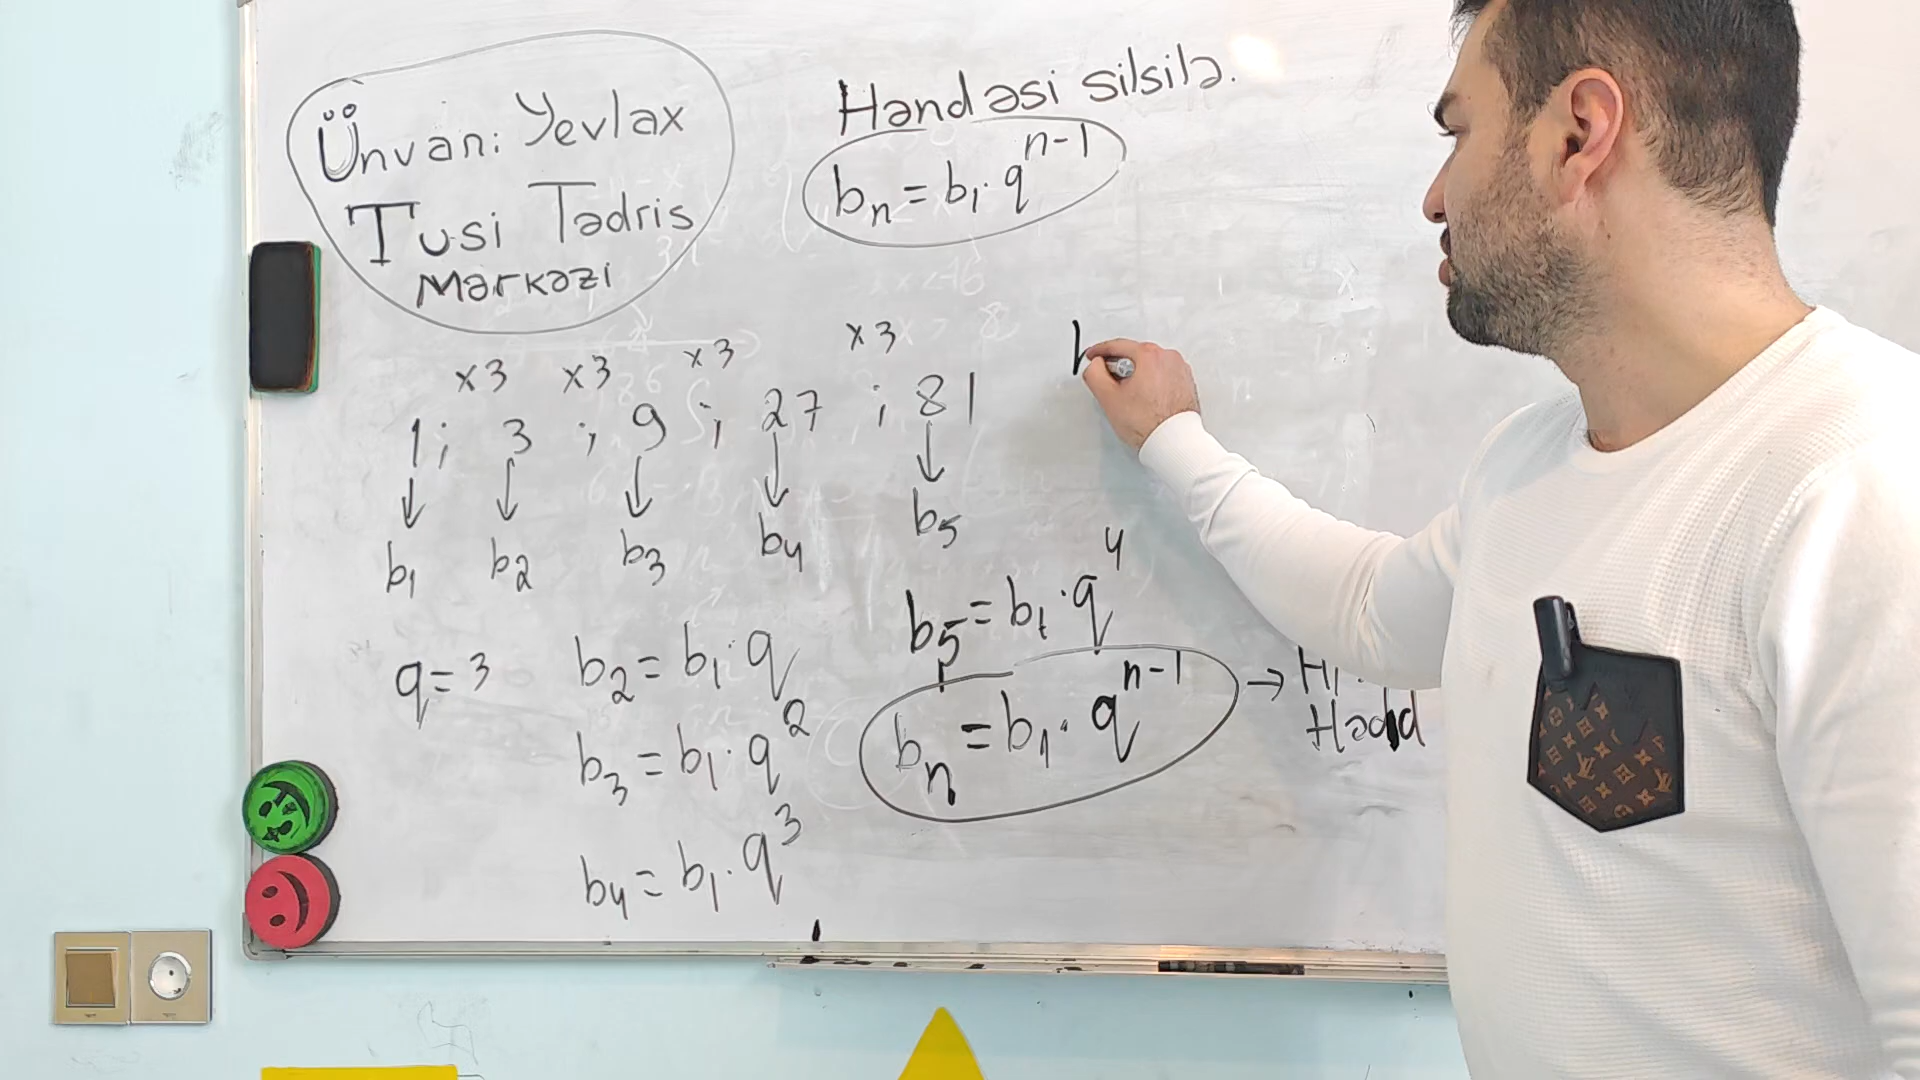 Ünvan: Yevlax
Tusi Tədris
mərkəzi
Həndəsi silsilə.
bₙ = b₁ · qⁿ⁻¹
x3 x3 x3 x3
1; 3 ; 9 ; 27 ; 81
b₁ b₂ b₃ b₄ b₅
q = 3
b₂ = b₁ · q
b₃ = b₁ · q²
b₄ = b₁ · q³
b₅ = b₁ · q⁴
bₙ = b₁ · qⁿ⁻¹ →
Hədd